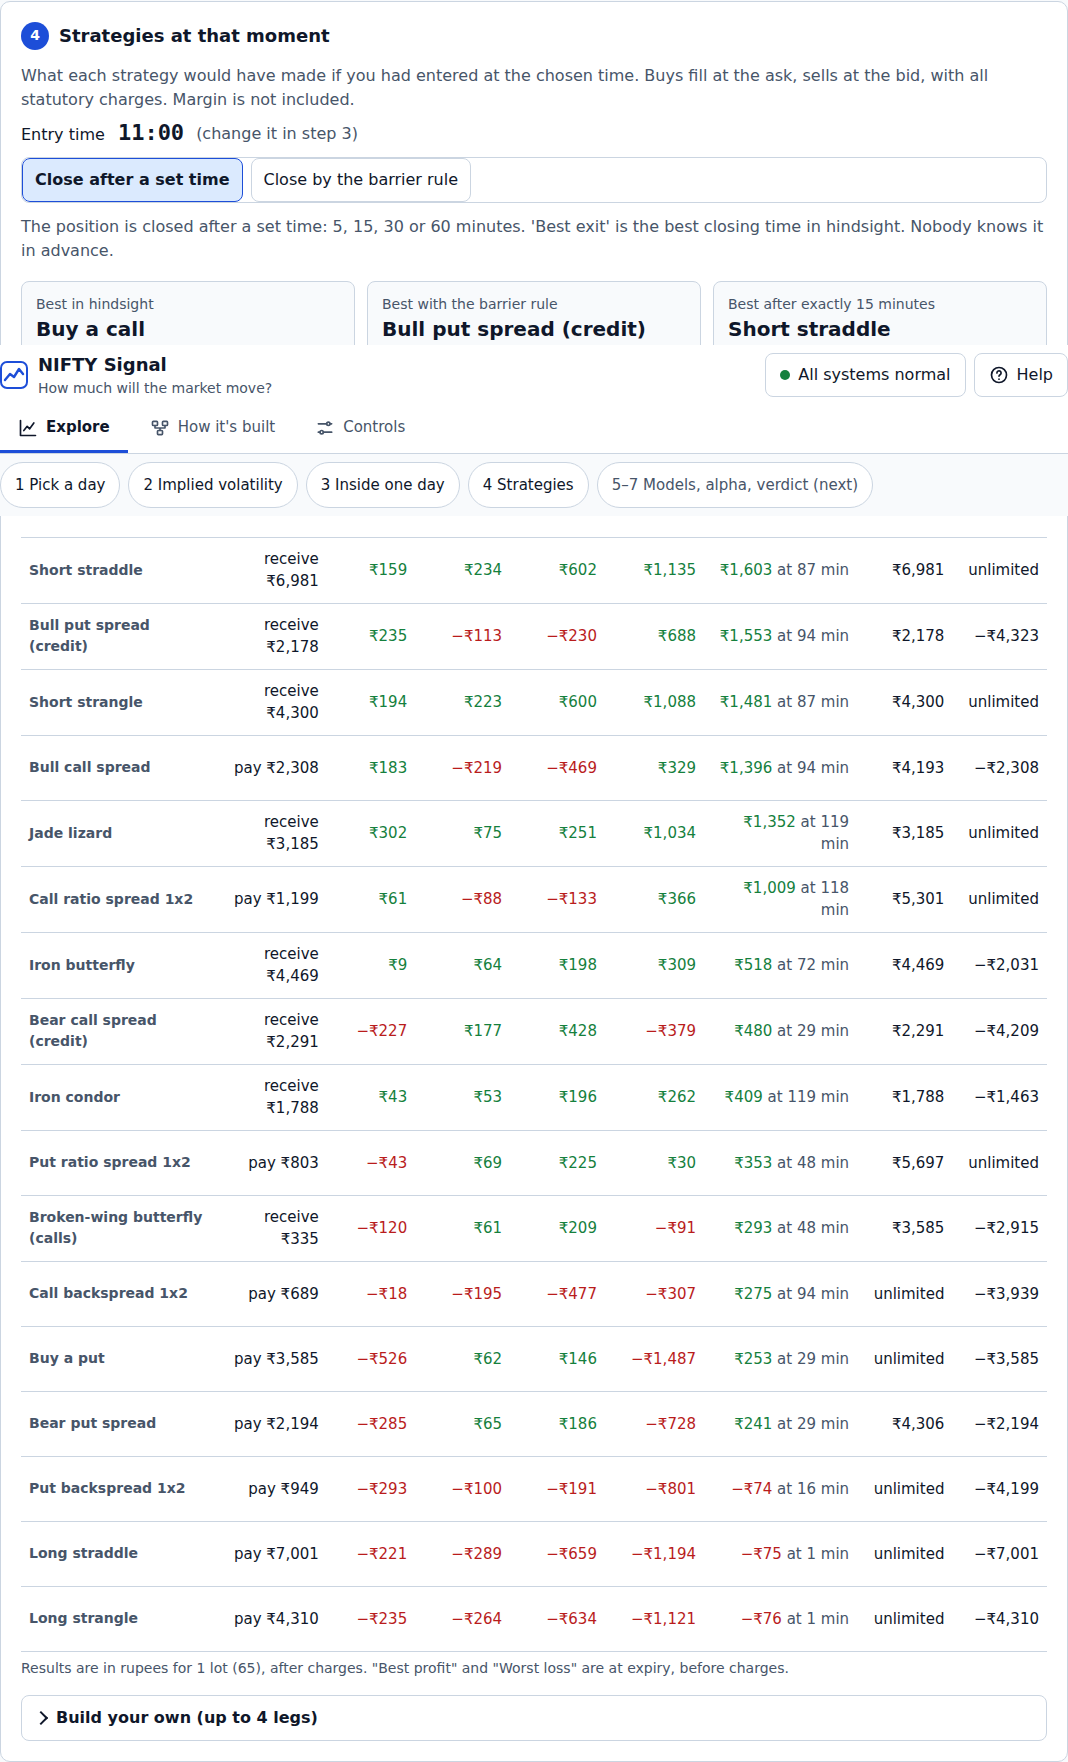 4 Strategies at that moment
What each strategy would have made if you had entered at the chosen time. Buys fill at the ask, sells at the bid, with all
statutory charges. Margin is not included.
Entry time 11:00 (change it in step 3)
Close after a set time Close by the barrier rule
The position is closed after a set time: 5, 15, 30 or 60 minutes. 'Best exit' is the best closing time in hindsight. Nobody knows it
in advance.
Best in hindsight Best with the barrier rule Best after exactly 15 minutes
Buy a call Bull put spread (credit) Short straddle
NIFTY Signal
How much will the market move?
All systems normal Help
Explore How it's built Controls
1 Pick a day 2 Implied volatility 3 Inside one day 4 Strategies 5–7 Models, alpha, verdict (next)
Short straddle receive ₹6,981 ₹159 ₹234 ₹602 ₹1,135 ₹1,603 at 87 min ₹6,981 unlimited
Bull put spread (credit) receive ₹2,178 ₹235 −₹113 −₹230 ₹688 ₹1,553 at 94 min ₹2,178 −₹4,323
Short strangle receive ₹4,300 ₹194 ₹223 ₹600 ₹1,088 ₹1,481 at 87 min ₹4,300 unlimited
Bull call spread pay ₹2,308 ₹183 −₹219 −₹469 ₹329 ₹1,396 at 94 min ₹4,193 −₹2,308
Jade lizard receive ₹3,185 ₹302 ₹75 ₹251 ₹1,034 ₹1,352 at 119 min ₹3,185 unlimited
Call ratio spread 1x2 pay ₹1,199 ₹61 −₹88 −₹133 ₹366 ₹1,009 at 118 min ₹5,301 unlimited
Iron butterfly receive ₹4,469 ₹9 ₹64 ₹198 ₹309 ₹518 at 72 min ₹4,469 −₹2,031
Bear call spread (credit) receive ₹2,291 −₹227 ₹177 ₹428 −₹379 ₹480 at 29 min ₹2,291 −₹4,209
Iron condor receive ₹1,788 ₹43 ₹53 ₹196 ₹262 ₹409 at 119 min ₹1,788 −₹1,463
Put ratio spread 1x2 pay ₹803 −₹43 ₹69 ₹225 ₹30 ₹353 at 48 min ₹5,697 unlimited
Broken-wing butterfly (calls) receive ₹335 −₹120 ₹61 ₹209 −₹91 ₹293 at 48 min ₹3,585 −₹2,915
Call backspread 1x2 pay ₹689 −₹18 −₹195 −₹477 −₹307 ₹275 at 94 min unlimited −₹3,939
Buy a put pay ₹3,585 −₹526 ₹62 ₹146 −₹1,487 ₹253 at 29 min unlimited −₹3,585
Bear put spread pay ₹2,194 −₹285 ₹65 ₹186 −₹728 ₹241 at 29 min ₹4,306 −₹2,194
Put backspread 1x2 pay ₹949 −₹293 −₹100 −₹191 −₹801 −₹74 at 16 min unlimited −₹4,199
Long straddle pay ₹7,001 −₹221 −₹289 −₹659 −₹1,194 −₹75 at 1 min unlimited −₹7,001
Long strangle pay ₹4,310 −₹235 −₹264 −₹634 −₹1,121 −₹76 at 1 min unlimited −₹4,310
Results are in rupees for 1 lot (65), after charges. "Best profit" and "Worst loss" are at expiry, before charges.
Build your own (up to 4 legs)